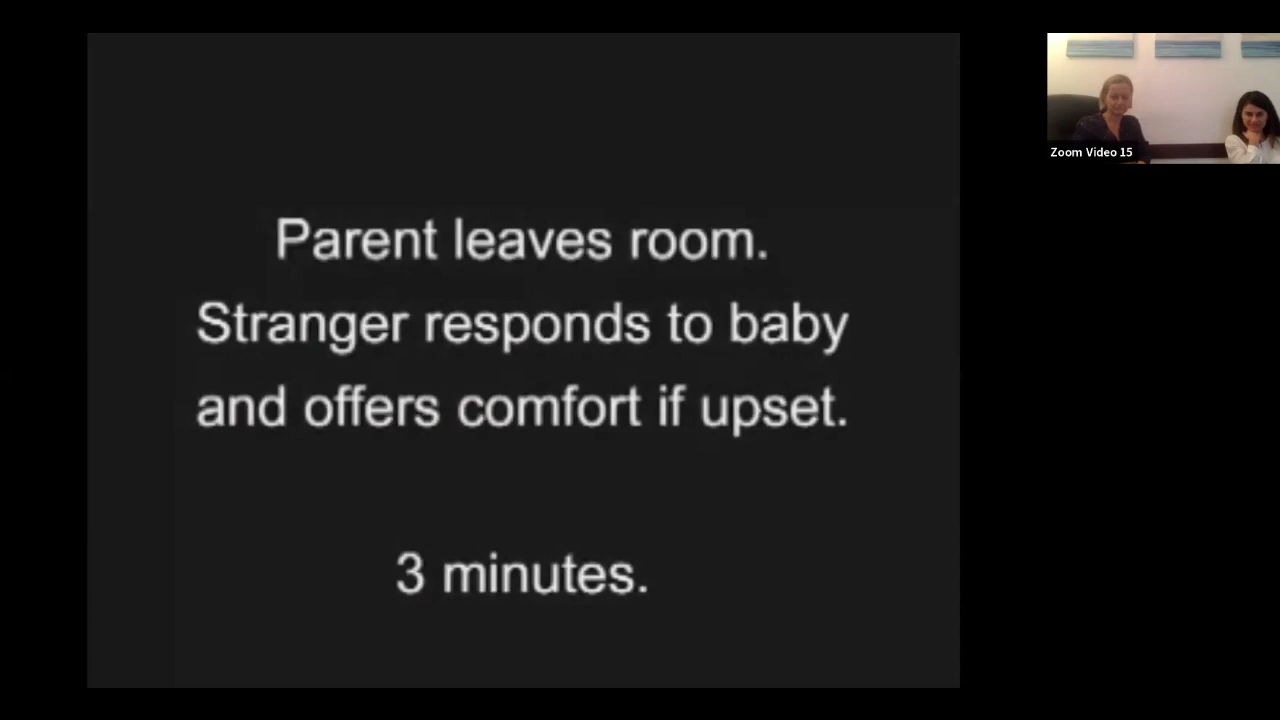 Parent leaves room.
Stranger responds to baby
and offers comfort if upset.
3 minutes.
Zoom Video 15